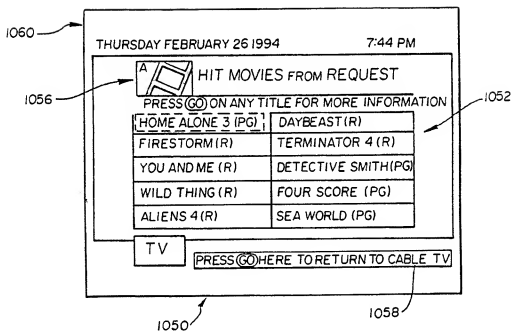 1060
THURSDAY FEBRUARY 26 1994 7:44 PM
A
HIT MOVIES FROM REQUEST
1056
PRESS GO ON ANY TITLE FOR MORE INFORMATION
1052
HOME ALONE 3 (PG) DAYBEAST (R)
FIRESTORM (R) TERMINATOR 4 (R)
YOU AND ME (R) DETECTIVE SMITH (PG)
WILD THING (R) FOUR SCORE (PG)
ALIENS 4 (R) SEA WORLD (PG)
TV
PRESS GO HERE TO RETURN TO CABLE TV
1050
1058